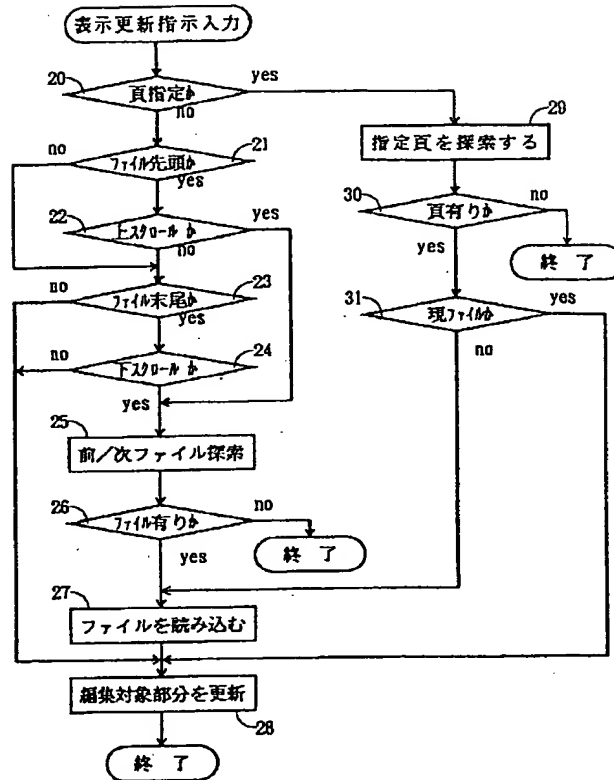 表示更新指示入力
20
頁指定か
yes
no
29
指定頁を探索する
no
ファイル先頭か
21
yes
30
頁有りか
no
yes
終了
22
上スクロールか
yes
no
no
ファイル末尾か
23
yes
31
現ファイルか
yes
no
no
下スクロールか
24
yes
25
前／次ファイル探索
26
ファイル有りか
no
yes
終了
27
ファイルを読み込む
編集対象部分を更新
28
終了